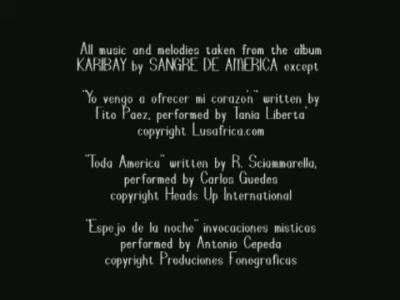 All music and melodies taken from the album
KARIBAY by SANGRE DE AMERICA except
"Yo vengo a ofrecer mi corazón" written by
Fito Paez, performed by Tania Liberta'
copyright Lusafrica.com
"Toda America" written by R. Sciammarella,
performed by Carlos Guedes
copyright Heads Up International
"Espejo de la noche" invocaciones misticas
performed by Antonio Cepeda
copyright Produciones Fonograficas